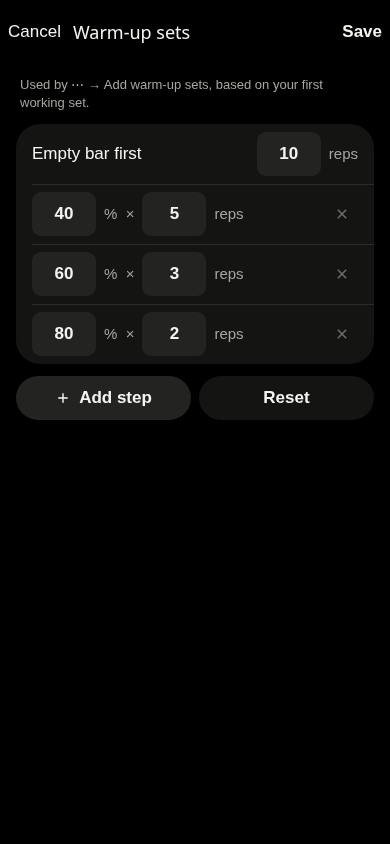 Cancel Warm-up sets Save
Used by ··· → Add warm-up sets, based on your first
working set.
Empty bar first 10 reps
40 % × 5 reps ×
60 % × 3 reps ×
80 % × 2 reps ×
+ Add step Reset